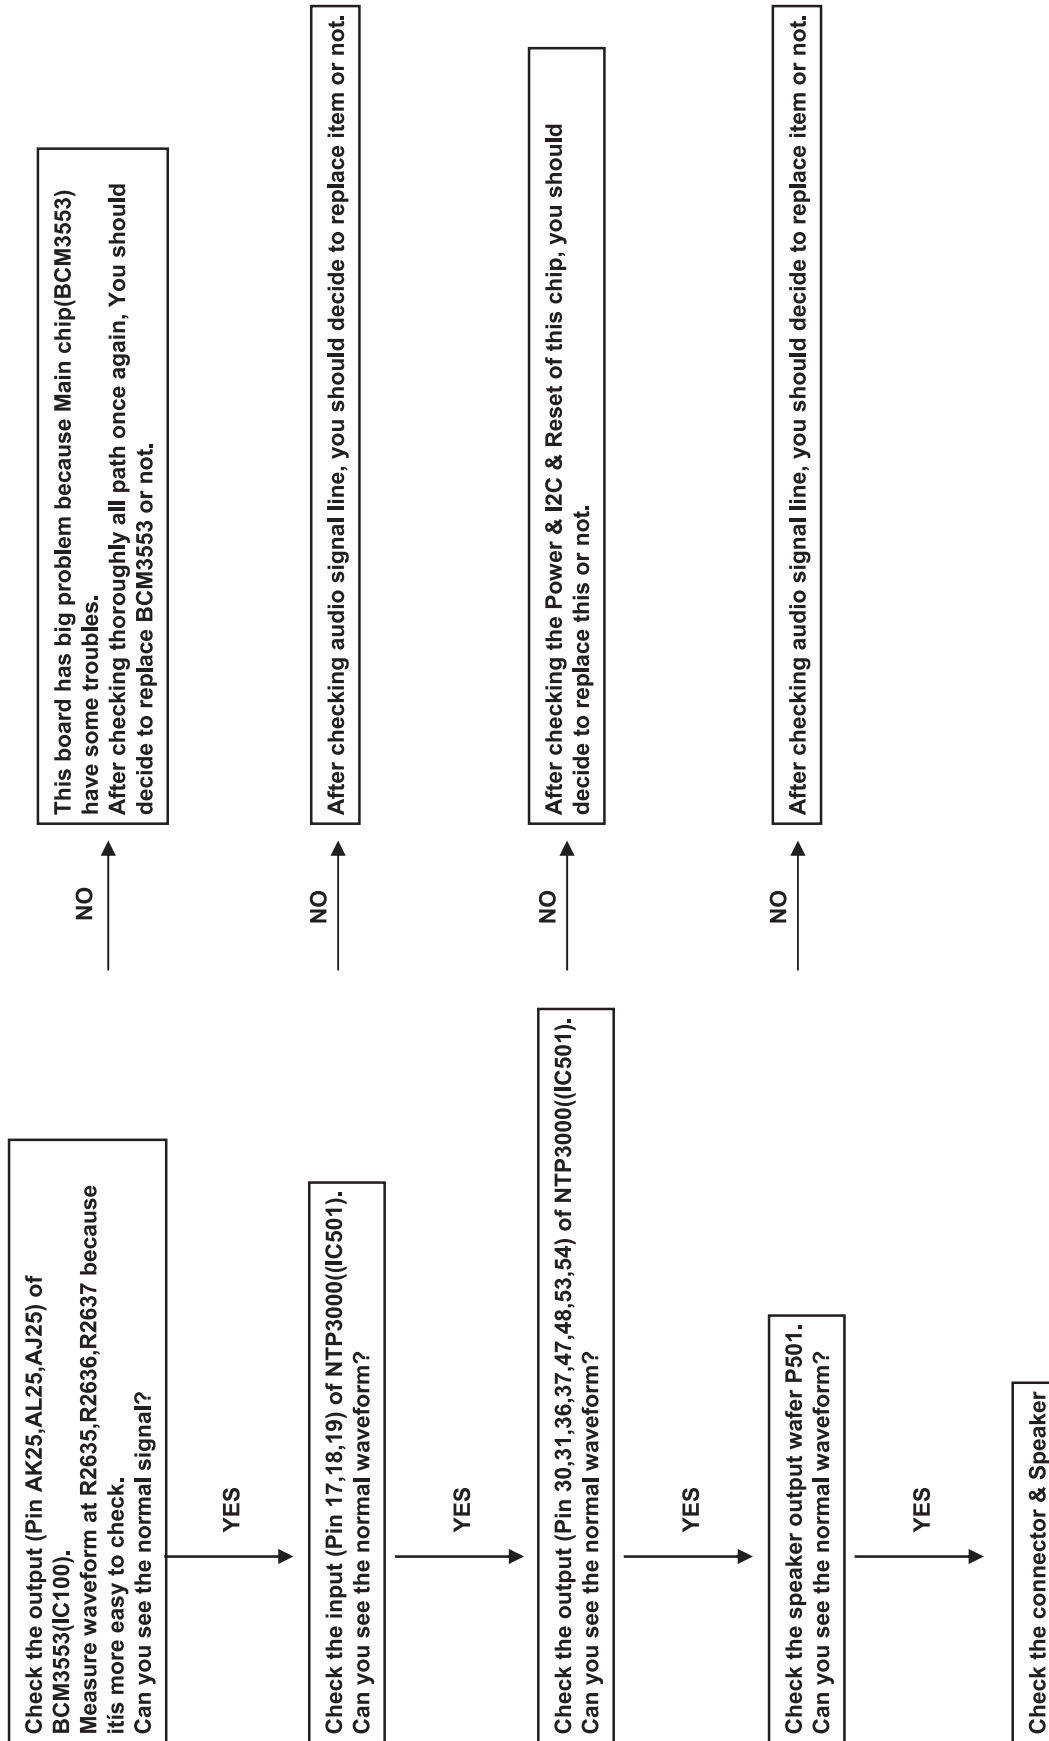 Check the output (Pin AK25,AL25,AJ25) of
BCM3553(IC100).
Measure waveform at R2635,R2636,R2637 because
itís more easy to check.
Can you see the normal signal?
NO
This board has big problem because Main chip(BCM3553)
have some troubles.
After checking thoroughly all path once again, You should
decide to replace BCM3553 or not.
YES
Check the input (Pin 17,18,19) of NTP3000((IC501).
Can you see the normal waveform?
NO
After checking audio signal line, you should decide to replace item or not.
YES
Check the output (Pin 30,31,36,37,47,48,53,54) of NTP3000((IC501).
Can you see the normal waveform?
NO
After checking the Power & I2C & Reset of this chip, you should
decide to replace this or not.
YES
Check the speaker output wafer P501.
Can you see the normal waveform?
NO
After checking audio signal line, you should decide to replace item or not.
YES
Check the connector & Speaker